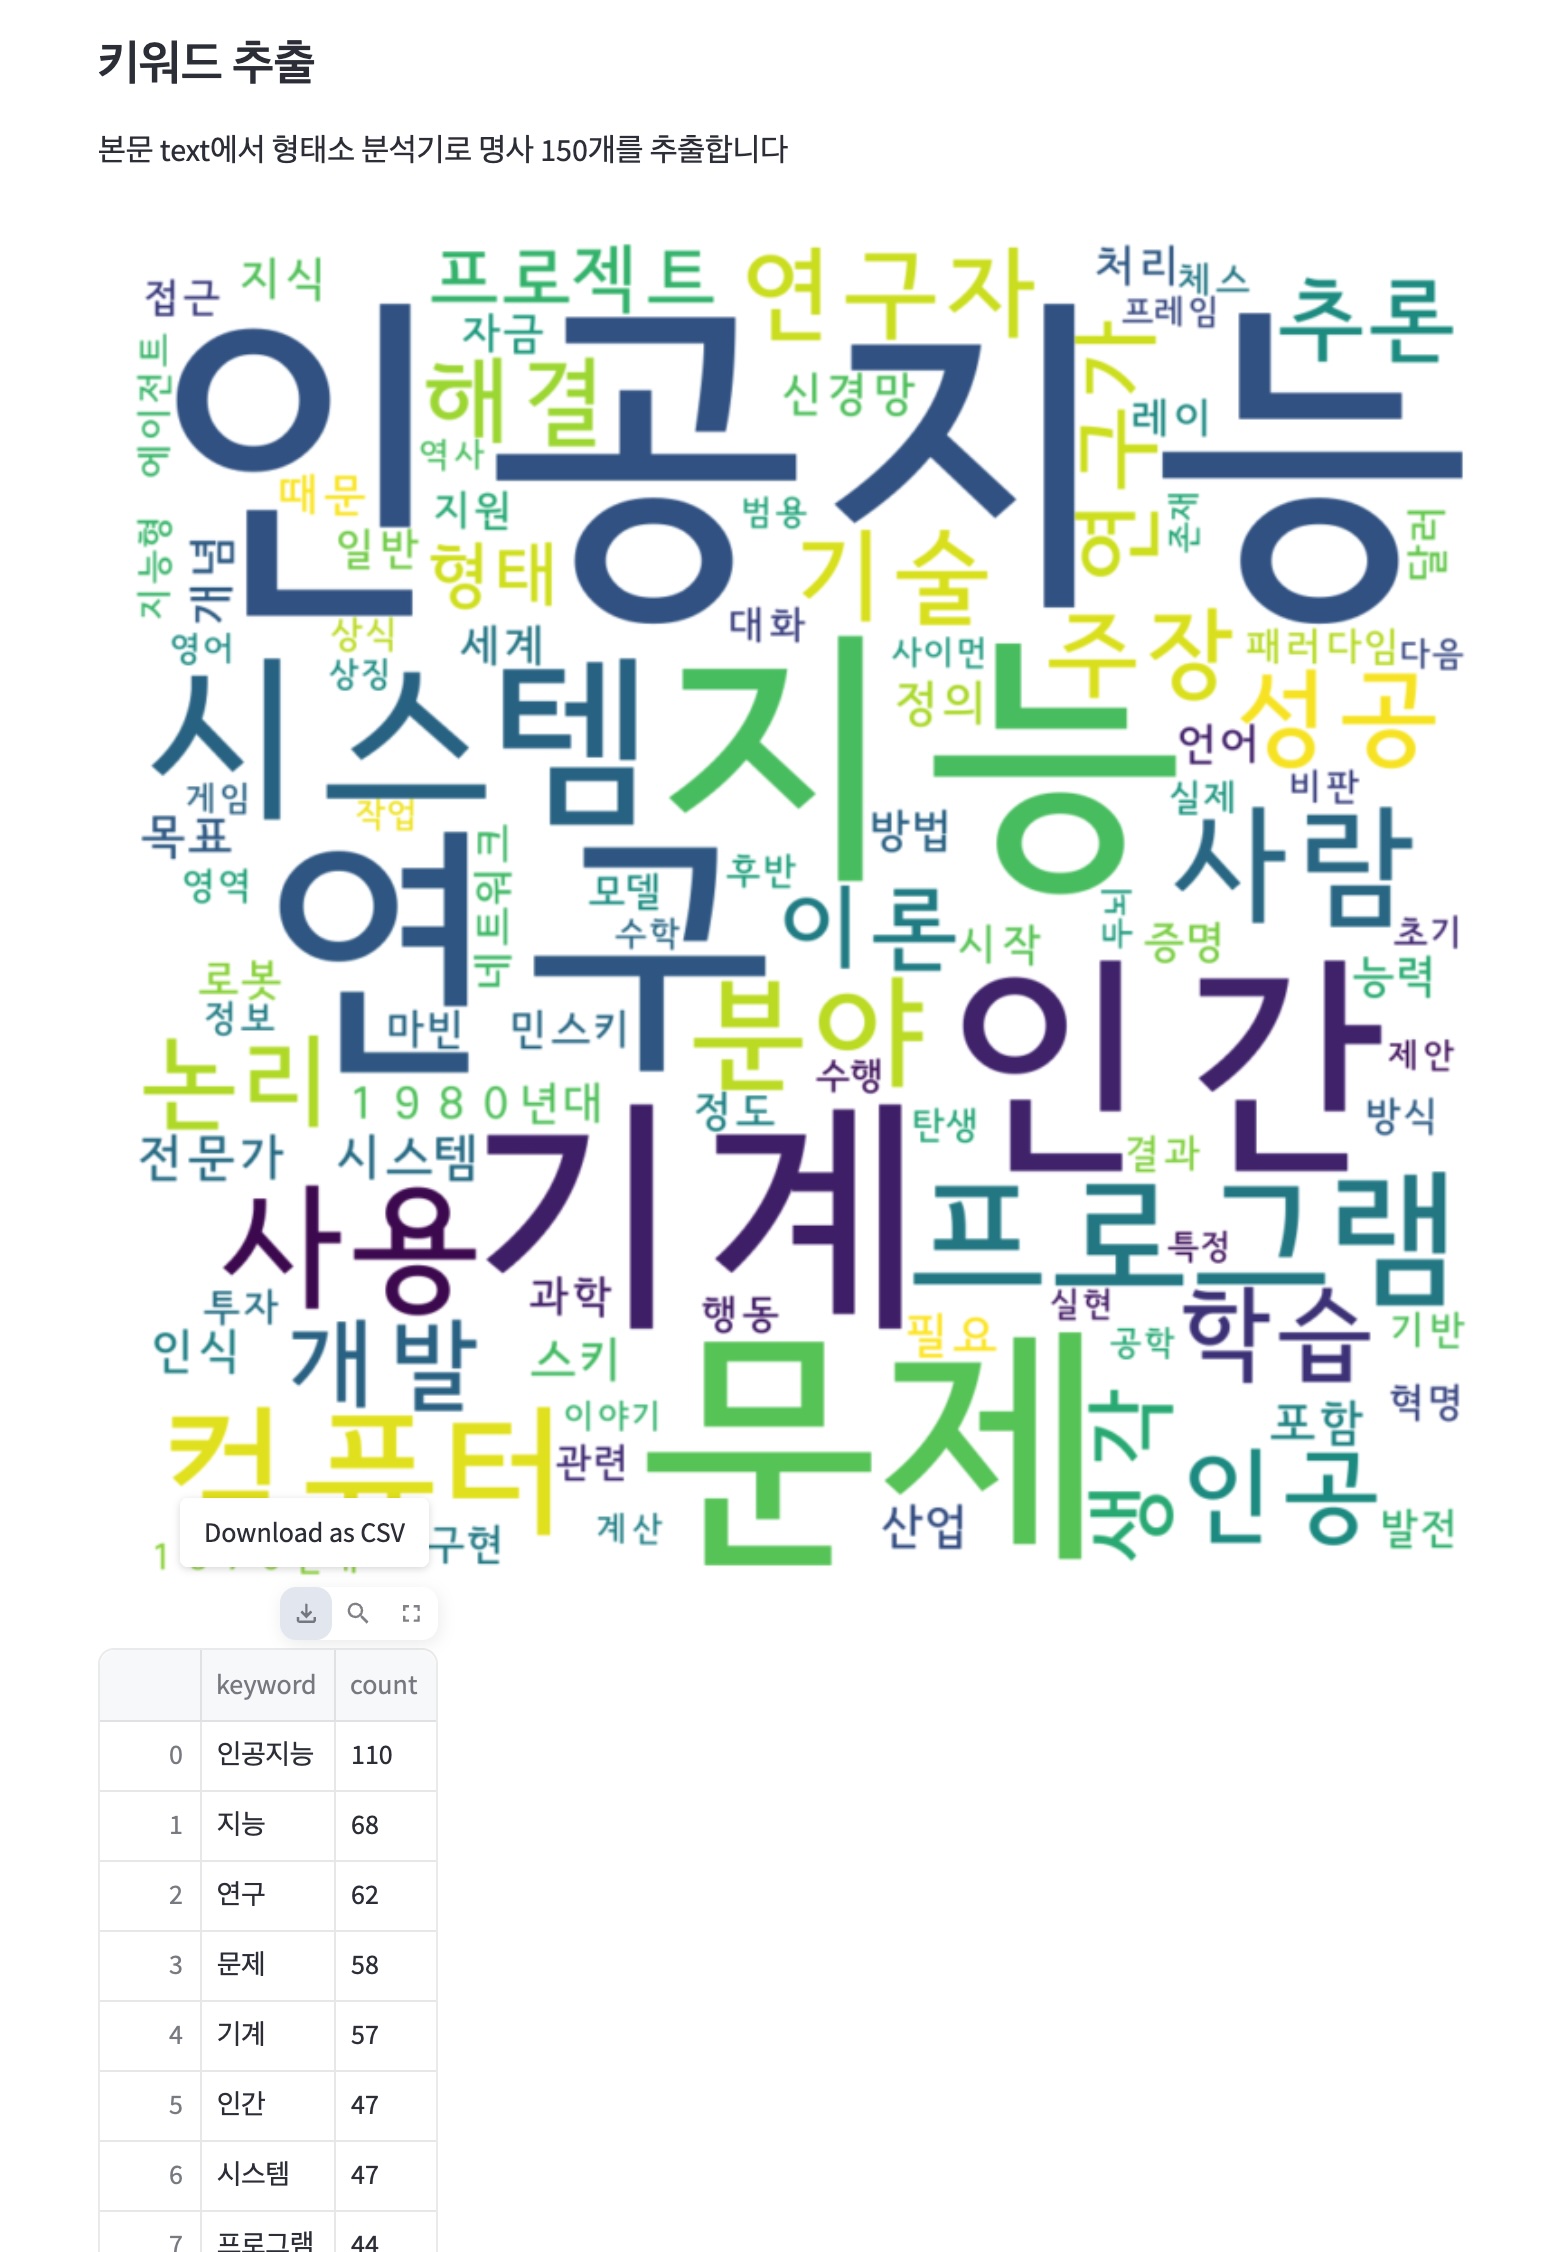 키워드 추출
본문 text에서 형태소 분석기로 명사 150개를 추출합니다
접근
지식
프로젝트
연구자
처리
체스
프레임
추론
자금
인공지능
에이전트
해결
신경망
연구가
레이
역사
때문
지원
범용
존재
달러
지능형
개념
일반
형태
기술
대화
영어
상식
상징
세계
사이먼
주장
패러다임
다음
시스템
지능
정의
성공
언어
게임
작업
목표
방법
실제
비판
사람
영역
연구
네트워크
모델
후반
수학
이론
시작
바뇌
증명
초기
능력
로봇
정보
마빈
민스키
분야
인간
제안
논리
1980년대
수행
정도
탄생
방식
결과
전문가
시스템
기계
사용
프로그램
특정
투자
과학
행동
실현
인식
개발
스키
필요
공학
학습
기반
컴퓨터
이야기
문제
생각
포함
혁명
관련
인공
구현
계산
산업
발전
Download as CSV
keyword count
0 인공지능 110
1 지능 68
2 연구 62
3 문제 58
4 기계 57
5 인간 47
6 시스템 47
7 프로그램 44